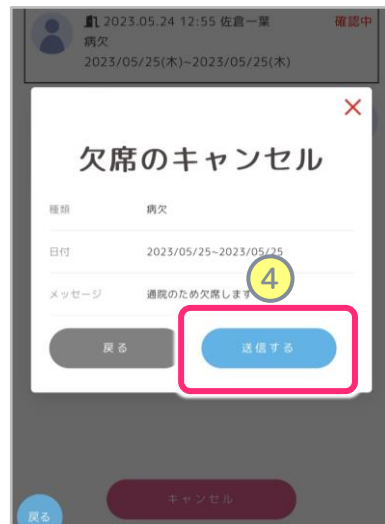 2023.05.24 12:55 佐倉一葉 確認中
病欠
2023/05/25(木)~2023/05/25(木)
欠席のキャンセル
種類 病欠
日付 2023/05/25~2023/05/25
メッセージ 通院のため欠席します
4
戻る 送信する
キャンセル
戻る